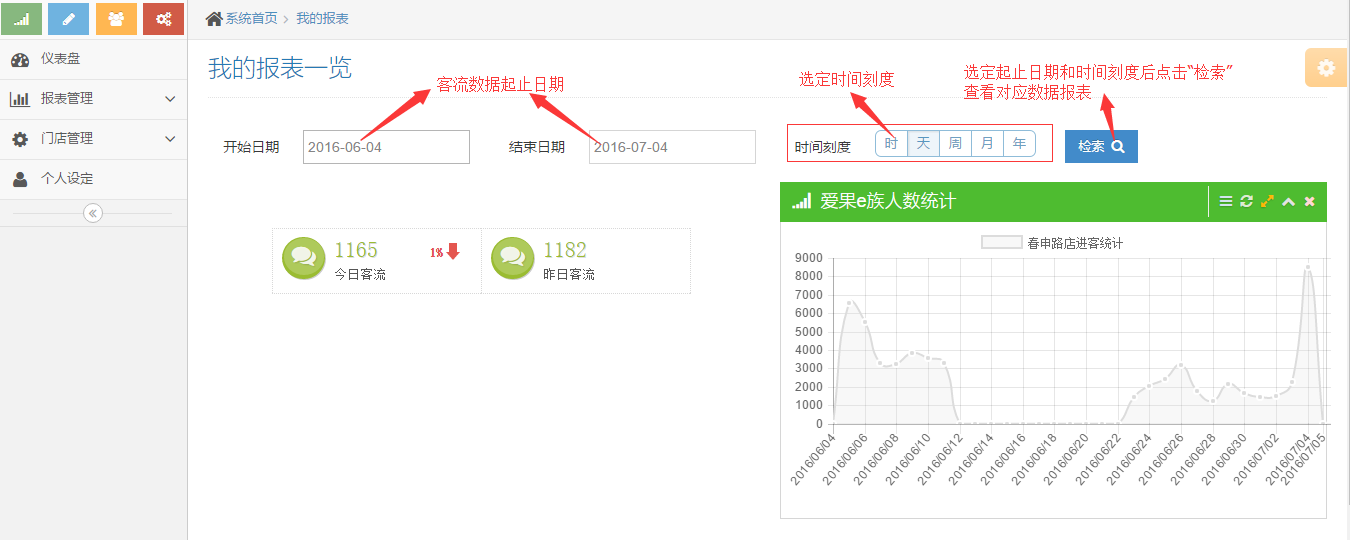 系统首页 我的报表
仪表盘
报表管理
门店管理
个人设定
我的报表一览
客流数据起止日期
选定时间刻度
选定起止日期和时间刻度后点击“检索”
查看对应数据报表
开始日期 2016-06-04 结束日期 2016-07-04 时间刻度 时 天 周 月 年 检索
1165 1% 1182
今日客流 昨日客流
爱果e族人数统计
春申路店进客统计
9000
8000
7000
6000
5000
4000
3000
2000
1000
0
2016/06/04 2016/06/06 2016/06/08 2016/06/10 2016/06/12 2016/06/14 2016/06/16 2016/06/18 2016/06/20 2016/06/22 2016/06/24 2016/06/26 2016/06/28 2016/06/30 2016/07/02 2016/07/04 2016/07/05